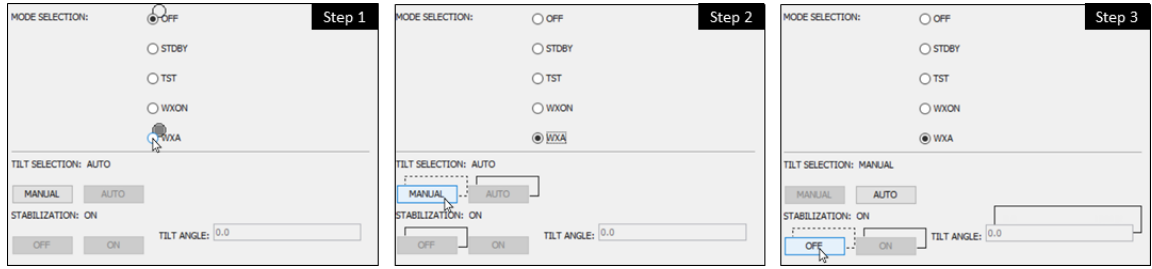 Step 1
MODE SELECTION:
OFF
STDBY
TST
WXON
WXA
TILT SELECTION: AUTO
MANUAL AUTO
STABILIZATION: ON
OFF ON TILT ANGLE: 0.0
Step 2
MODE SELECTION:
OFF
STDBY
TST
WXON
WXA
TILT SELECTION: AUTO
MANUAL AUTO
STABILIZATION: ON
OFF ON TILT ANGLE: 0.0
Step 3
MODE SELECTION:
OFF
STDBY
TST
WXON
WXA
TILT SELECTION: MANUAL
MANUAL AUTO
STABILIZATION: ON
OFF ON TILT ANGLE: 0.0